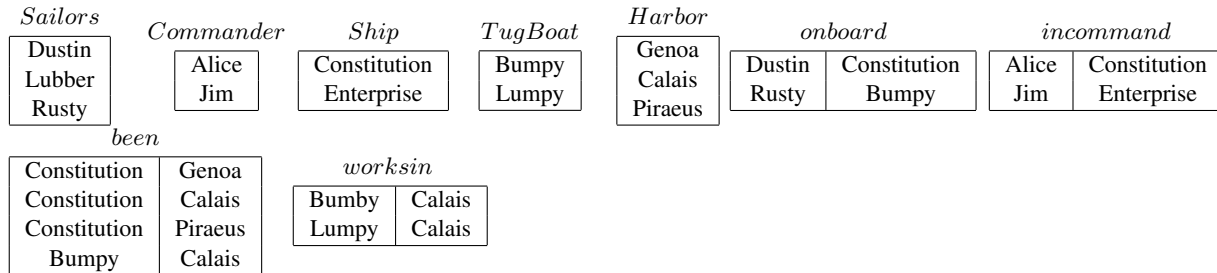 Sailors Commander Ship TugBoat Harbor onboard incommand
Dustin Alice Constitution Bumpy Genoa Dustin Constitution Alice Constitution
Lubber Jim Enterprise Lumpy Calais Rusty Bumpy Jim Enterprise
Rusty Piraeus
been worksin
Constitution Genoa
Constitution Calais Bumby Calais
Constitution Piraeus Lumpy Calais
Bumpy Calais